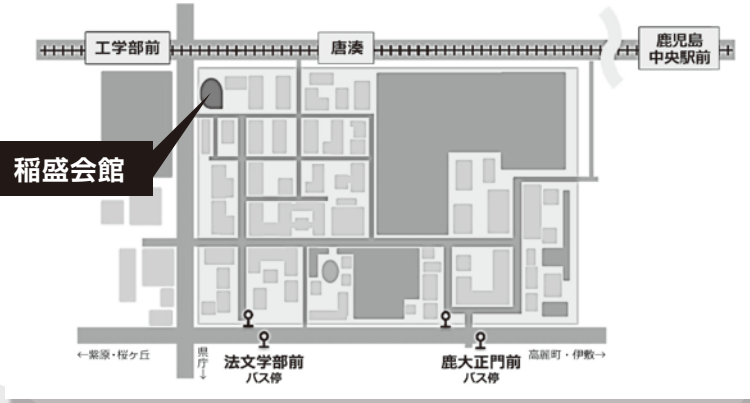 工学部前
唐湊
鹿児島
中央駅前
稲盛会館
←紫原・桜ケ丘
県庁→
法文学部前
バス停
鹿大正門前
バス停
高麗町・伊敷→